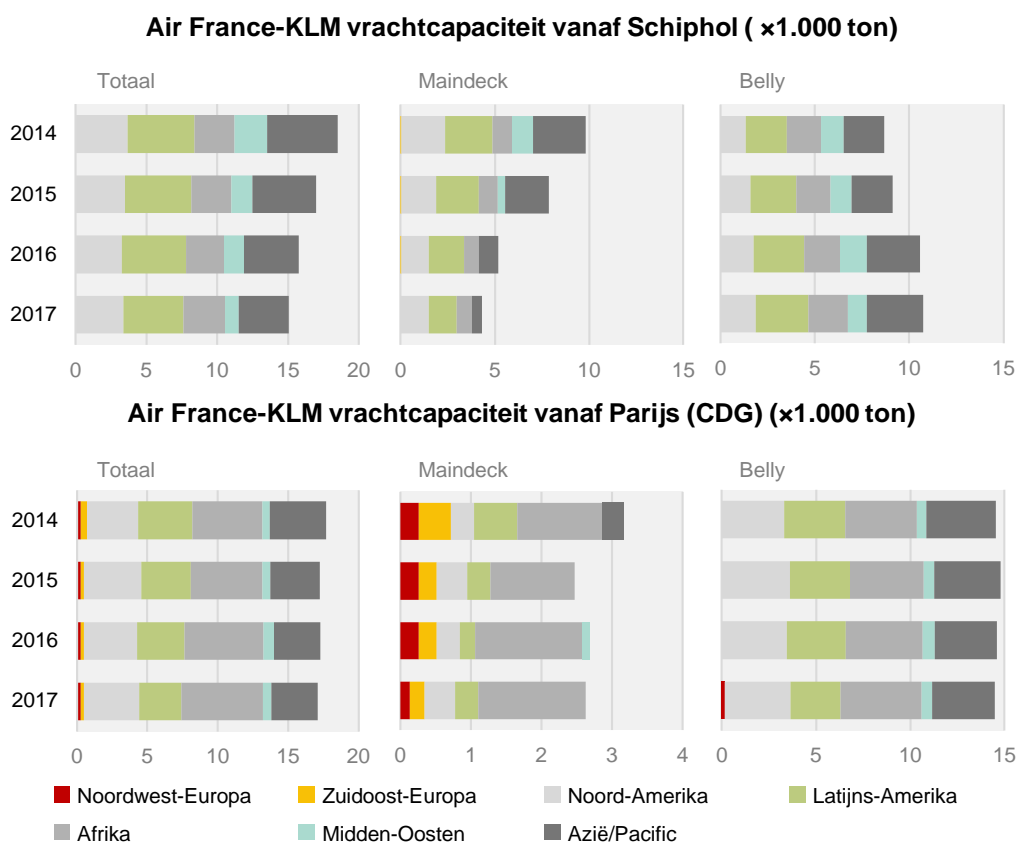 Air France-KLM vrachtcapaciteit vanaf Schiphol ( ×1.000 ton)
Totaal Maindeck Belly
2014
2015
2016
2017
0 5 10 15 20 0 5 10 15 0 5 10 15
Air France-KLM vrachtcapaciteit vanaf Parijs (CDG) (×1.000 ton)
Totaal Maindeck Belly
2014
2015
2016
2017
0 5 10 15 20 0 1 2 3 4 0 5 10 15
Noordwest-Europa Zuidoost-Europa Noord-Amerika Latijns-Amerika
Afrika Midden-Oosten Azië/Pacific